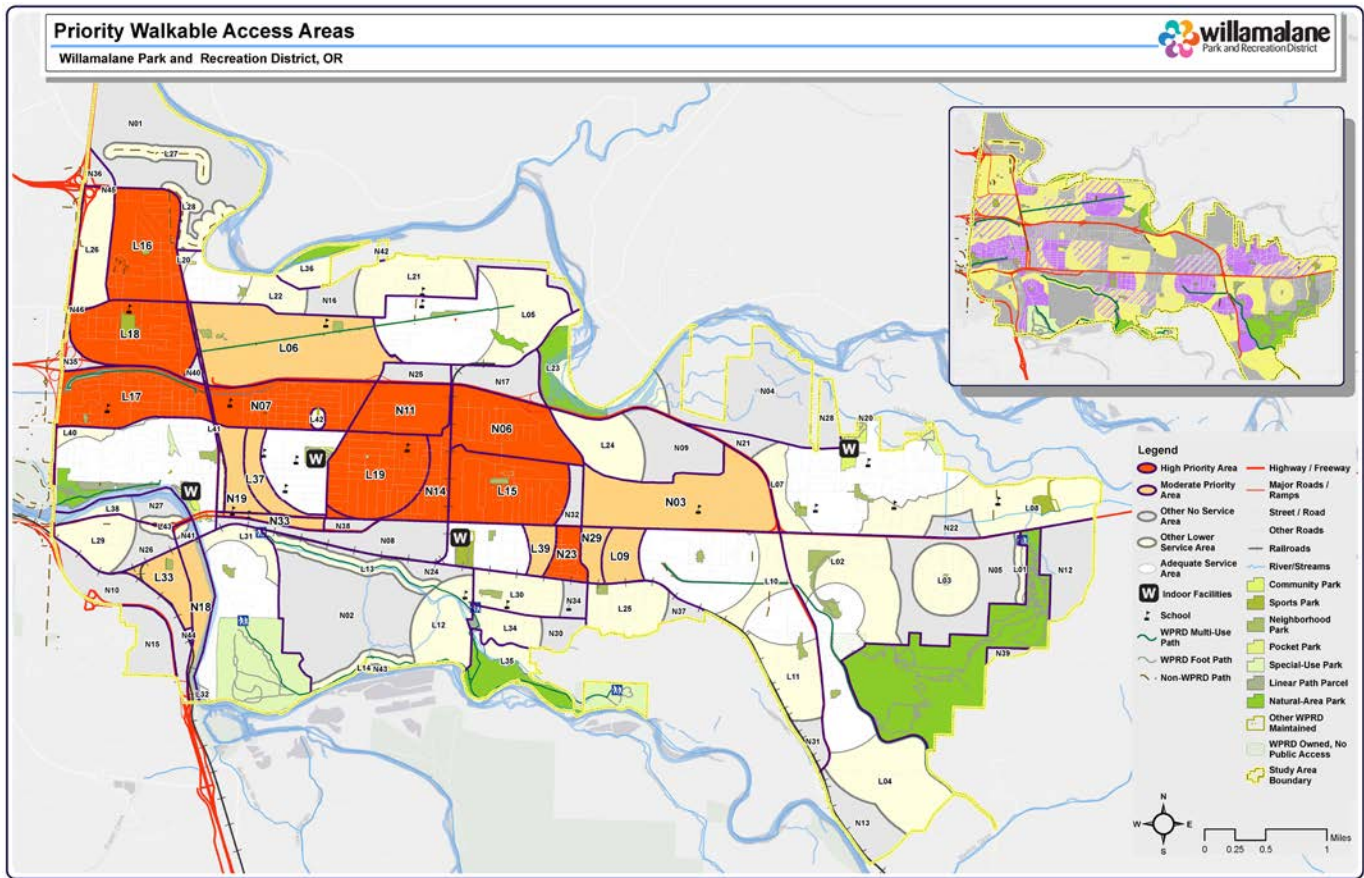 Priority Walkable Access Areas
Willamalane Park and Recreation District, OR
willamalane
Park and Recreation District
N01
L27
N36
N45
L28
L16
L26
L20
N42
L36
L21
L22
N16
L05
N46
L18
L06
N35
N40
N25
N17
L23
N04
L17
N07
L42
N11
N06
N28
N20
L40
L41
L24
N09
N21
L37
W
L19
L15
W
L07
N14
N19
N03
L08
W
L38
N27
N33
N38
N32
N22
L43
N41
L31
N08
W
L39
N23
N29
L09
L29
N26
L33
L13
N24
L02
L03
N05
L01
N12
N10
N18
L30
N34
L10
L25
N37
N02
L12
L34
N30
N15
N44
L35
N39
L14
N43
L32
L11
N31
L04
N13
Legend
High Priority Area
Moderate Priority
Area
Other No Service
Area
Other Lower
Service Area
Adequate Service
Area
W Indoor Facilities
School
WPRD Multi-Use
Path
WPRD Foot Path
Non-WPRD Path
Highway / Freeway
Major Roads /
Ramps
Street / Road
Other Roads
Railroads
River/Streams
Community Park
Sports Park
Neighborhood
Park
Pocket Park
Special-Use Park
Linear Path Parcel
Natural-Area Park
Other WPRD
Maintained
WPRD Owned, No
Public Access
Study Area
Boundary
N
W E
S
Miles
0 0.25 0.5 1